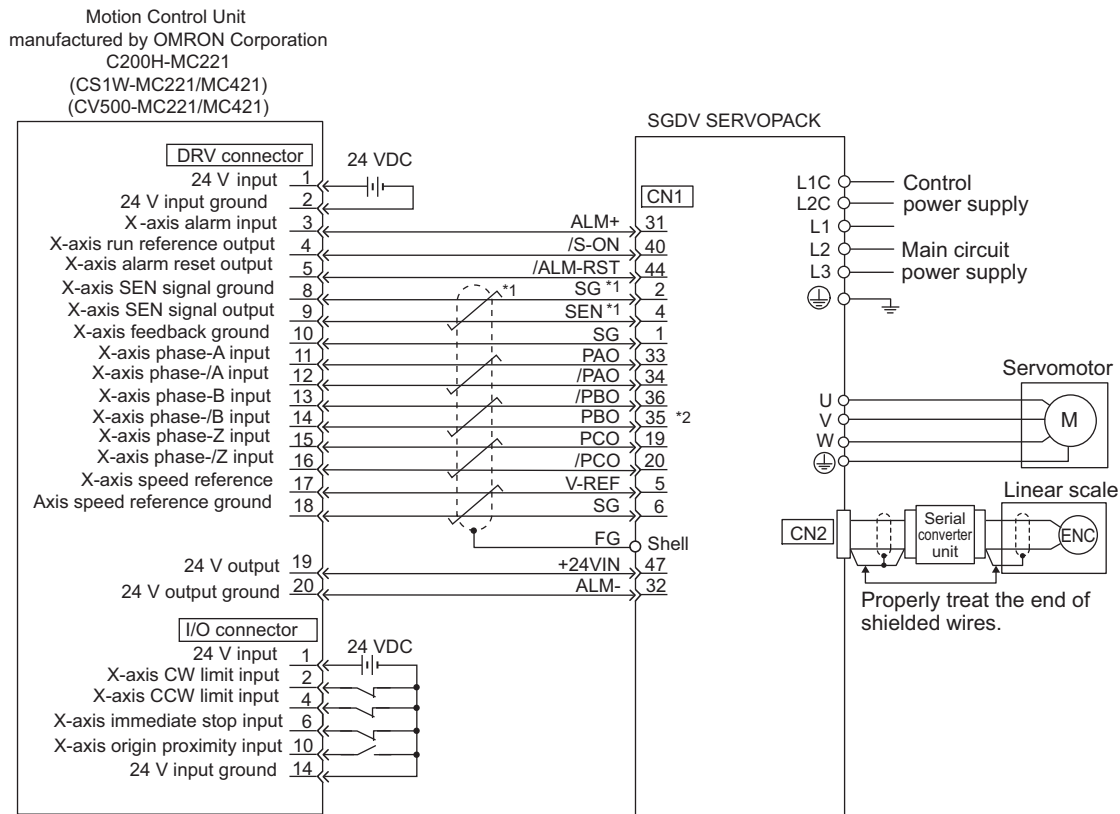 Motion Control Unit
manufactured by OMRON Corporation
C200H-MC221
(CS1W-MC221/MC421)
(CV500-MC221/MC421)
SGDV SERVOPACK
DRV connector
24 VDC
CN1
24 V input 1
24 V input ground 2
X-axis alarm input 3 ALM+ 31
X-axis run reference output 4 /S-ON 40
X-axis alarm reset output 5 /ALM-RST 44
X-axis SEN signal ground 8 *1 SG *1 2
X-axis SEN signal output 9 SEN *1 4
X-axis feedback ground 10 SG 1
X-axis phase-A input 11 PAO 33
X-axis phase-/A input 12 /PAO 34
X-axis phase-B input 13 /PBO 36
X-axis phase-/B input 14 PBO 35 *2
X-axis phase-Z input 15 PCO 19
X-axis phase-/Z input 16 /PCO 20
X-axis speed reference 17 V-REF 5
Axis speed reference ground 18 SG 6
FG Shell
24 V output 19 +24VIN 47
24 V output ground 20 ALM- 32
I/O connector
24 VDC
24 V input 1
X-axis CW limit input 2
X-axis CCW limit input 4
X-axis immediate stop input 6
X-axis origin proximity input 10
24 V input ground 14
L1C Control
L2C power supply
L1
L2 Main circuit
L3 power supply
Servomotor
U
V
W
M
Linear scale
CN2
Serial
converter
unit
ENC
Properly treat the end of
shielded wires.